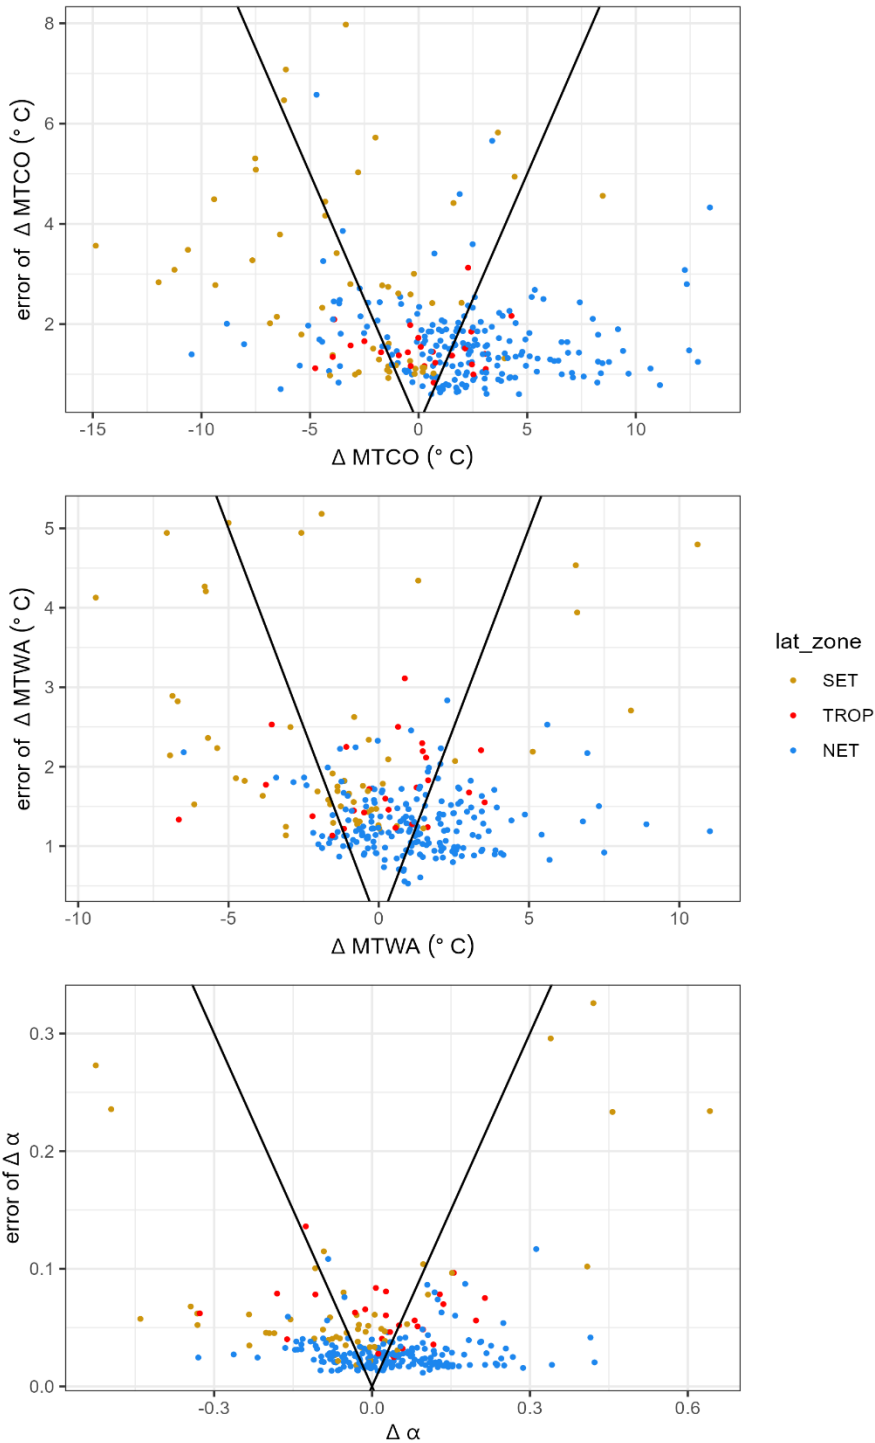 8
6
4
2
error of Δ MTCO (° C)
-15 -10 -5 0 5 10
Δ MTCO (° C)
5
4
3
2
1
error of Δ MTWA (° C)
-10 -5 0 5 10
Δ MTWA (° C)
lat_zone
SET
TROP
NET
0.3
0.2
0.1
0.0
error of Δ α
-0.3 0.0 0.3 0.6
Δ α